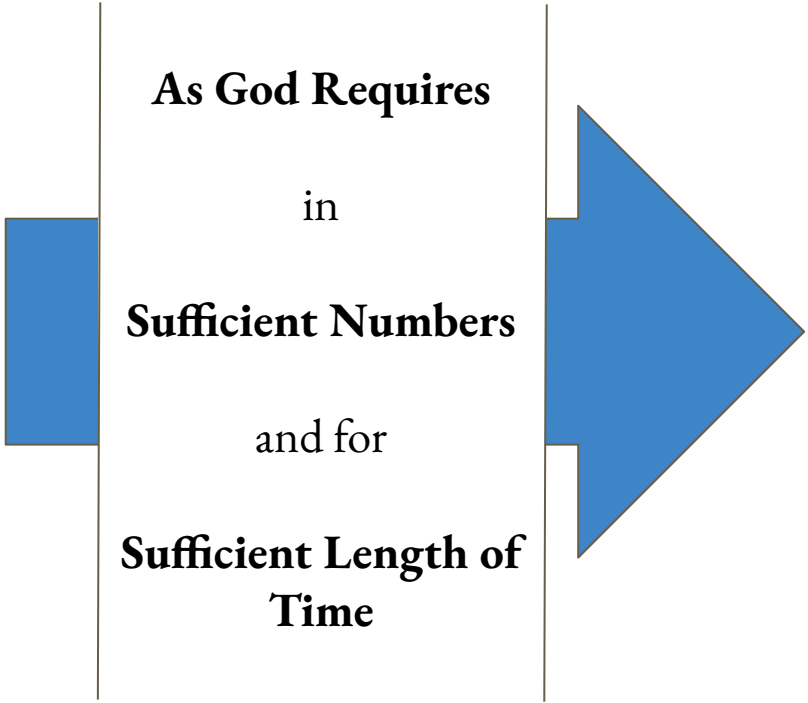 As God Requires
in
Sufficient Numbers
and for
Sufficient Length of
Time